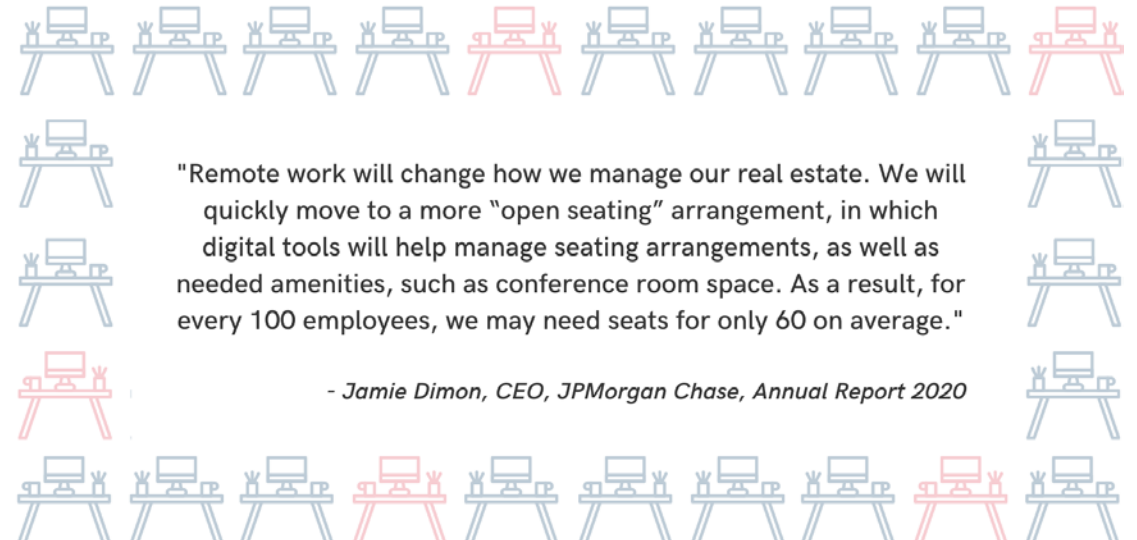 "Remote work will change how we manage our real estate. We will
quickly move to a more “open seating” arrangement, in which
digital tools will help manage seating arrangements, as well as
needed amenities, such as conference room space. As a result, for
every 100 employees, we may need seats for only 60 on average."
- Jamie Dimon, CEO, JPMorgan Chase, Annual Report 2020